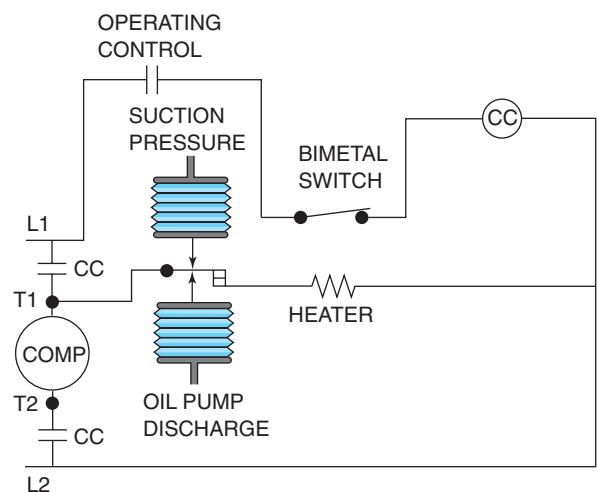 OPERATING
CONTROL
SUCTION
PRESSURE
CC
BIMETAL
SWITCH
L1
CC
T1
HEATER
COMP
T2
OIL PUMP
DISCHARGE
CC
L2